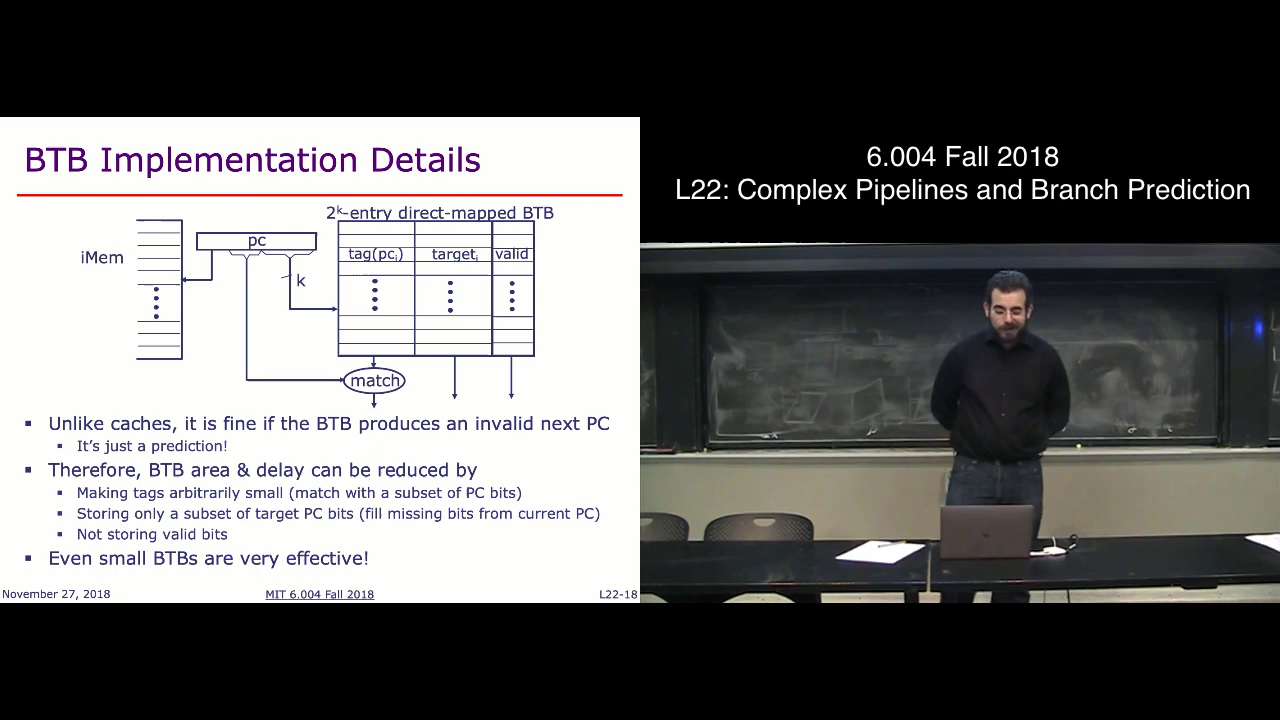 BTB Implementation Details
2k-entry direct-mapped BTB
pc
iMem
tag(pci)
targeti
valid
k
match
▪ Unlike caches, it is fine if the BTB produces an invalid next PC
▪ It's just a prediction!
▪ Therefore, BTB area & delay can be reduced by
▪ Making tags arbitrarily small (match with a subset of PC bits)
▪ Storing only a subset of target PC bits (fill missing bits from current PC)
▪ Not storing valid bits
▪ Even small BTBs are very effective!
November 27, 2018
MIT 6.004 Fall 2018
L22-18
6.004 Fall 2018
L22: Complex Pipelines and Branch Prediction